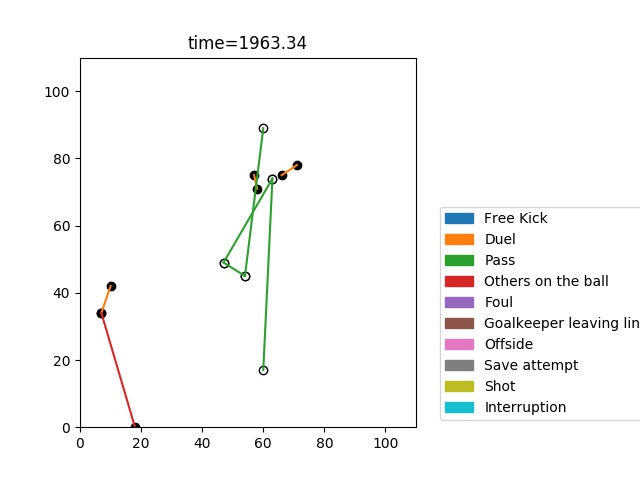 time=1963.34
100
80
60
40
20
0
0 20 40 60 80 100
Free Kick
Duel
Pass
Others on the ball
Foul
Goalkeeper leaving lin
Offside
Save attempt
Shot
Interruption